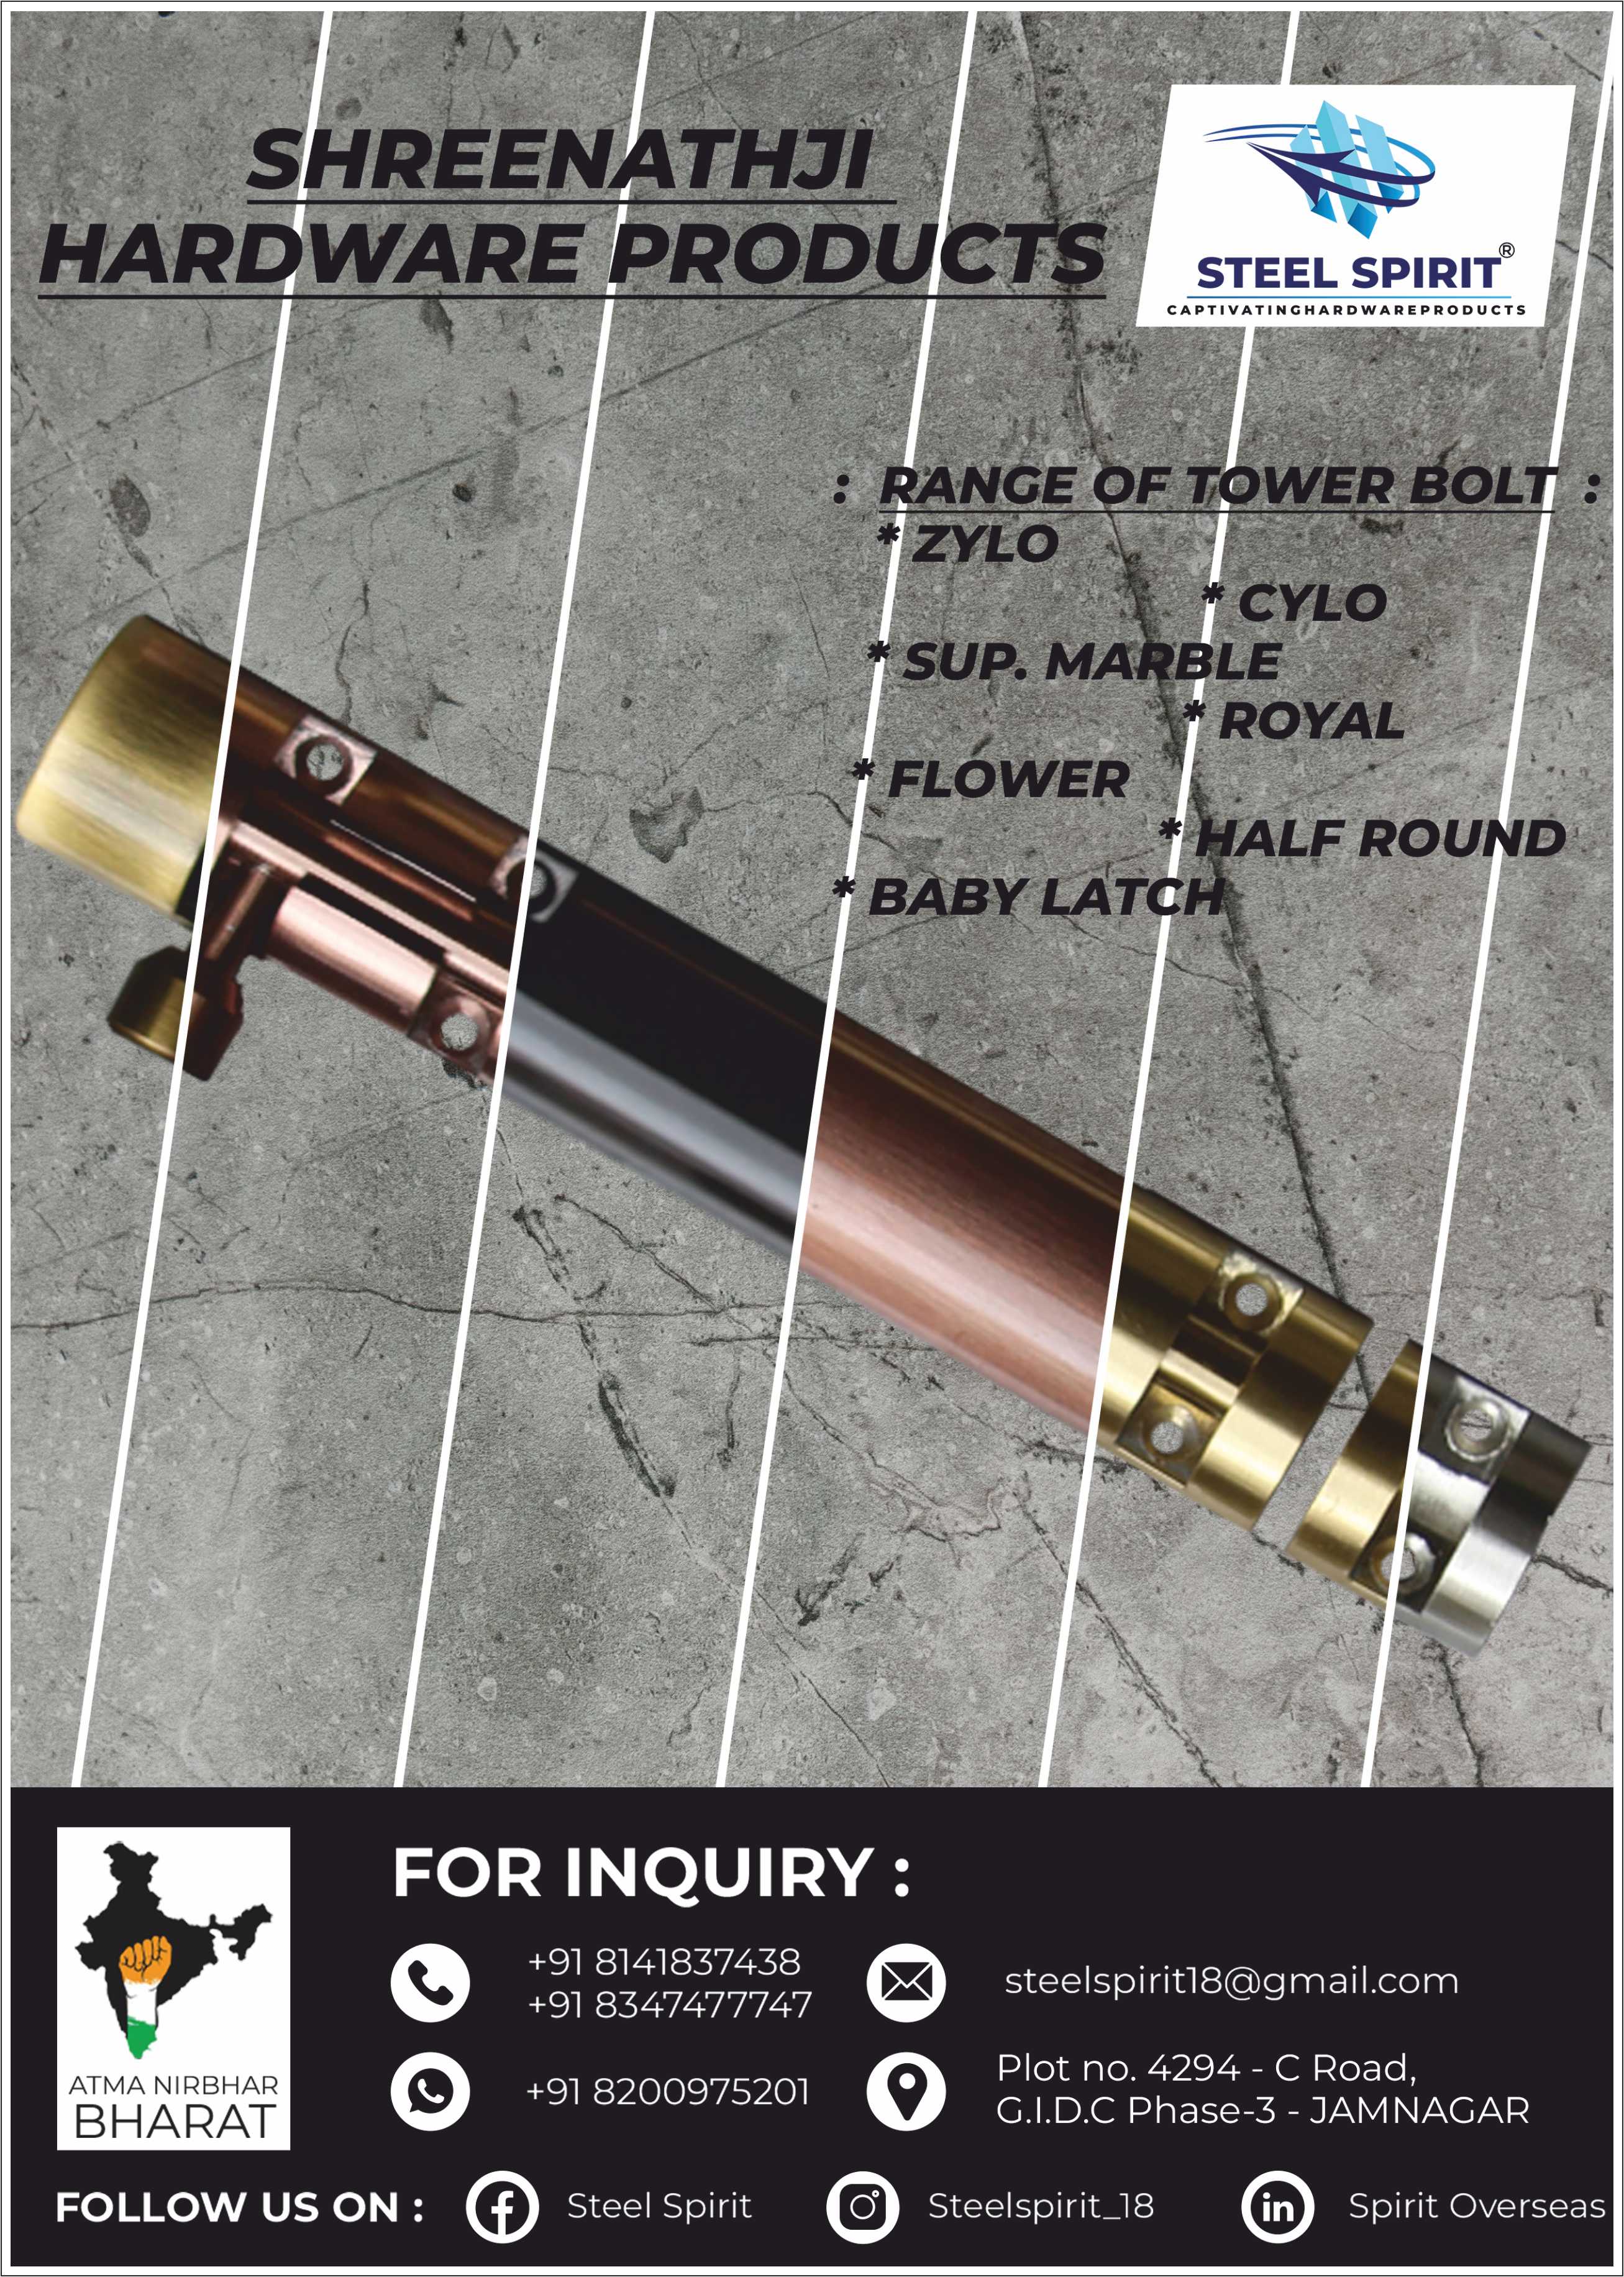 SHREENATHJI
HARDWARE PRODUCTS
STEEL SPIRIT®
CAPTIVATINGHARDWAREPRODUCTS
: RANGE OF TOWER BOLT :
* ZYLO
* CYLO
* SUP. MARBLE
* ROYAL
* FLOWER
* HALF ROUND
* BABY LATCH
ATMA NIRBHAR
BHARAT
FOR INQUIRY :
+91 8141837438
+91 8347477747
steelspirit18@gmail.com
+91 8200975201
Plot no. 4294 - C Road,
G.I.D.C Phase-3 - JAMNAGAR
FOLLOW US ON : Steel Spirit Steelspirit_18 Spirit Overseas